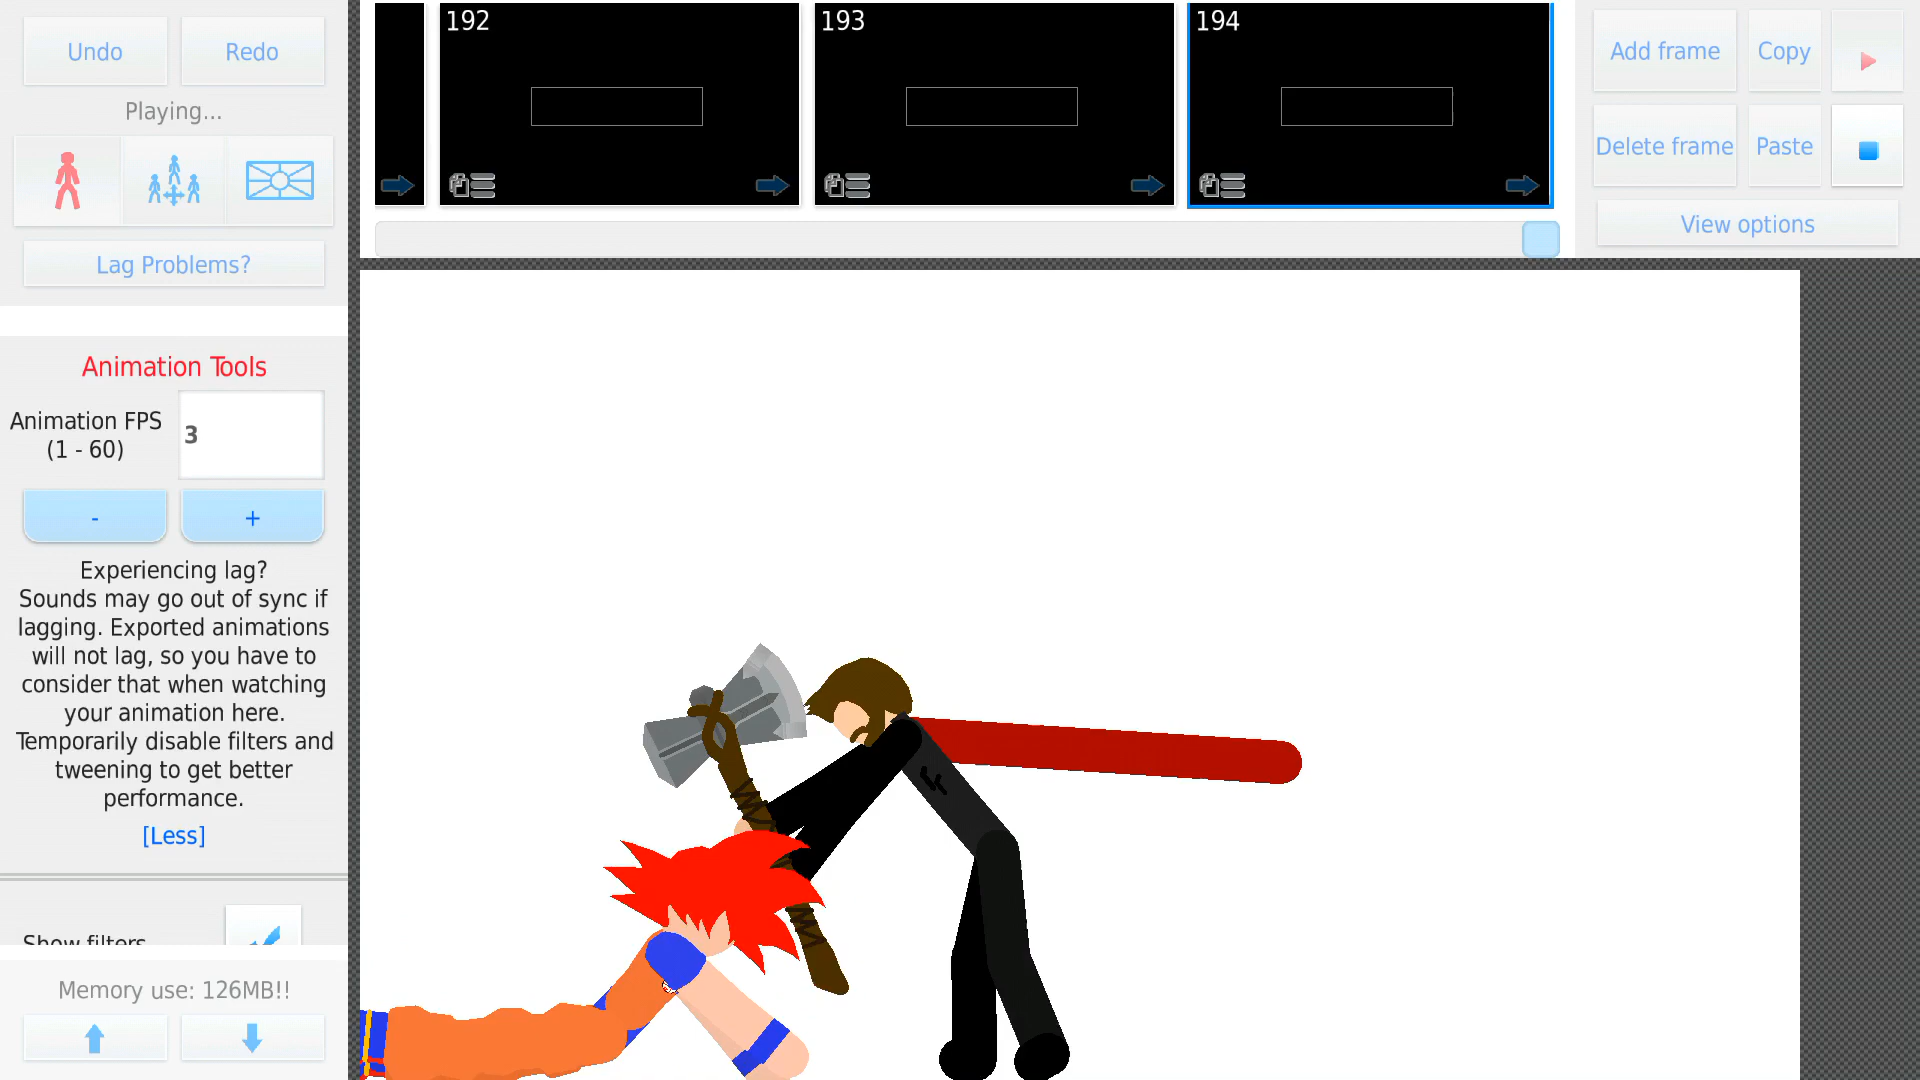 Undo
Redo
Playing...
Lag Problems?
Animation Tools
Animation FPS
(1 - 60)
3
-
+
Experiencing lag?
Sounds may go out of sync if
lagging. Exported animations
will not lag, so you have to
consider that when watching
your animation here.
Temporarily disable filters and
tweening to get better
performance.
[Less]
Show filters
Memory use: 126MB!!
192
193
194
Add frame
Copy
Delete frame
Paste
View options